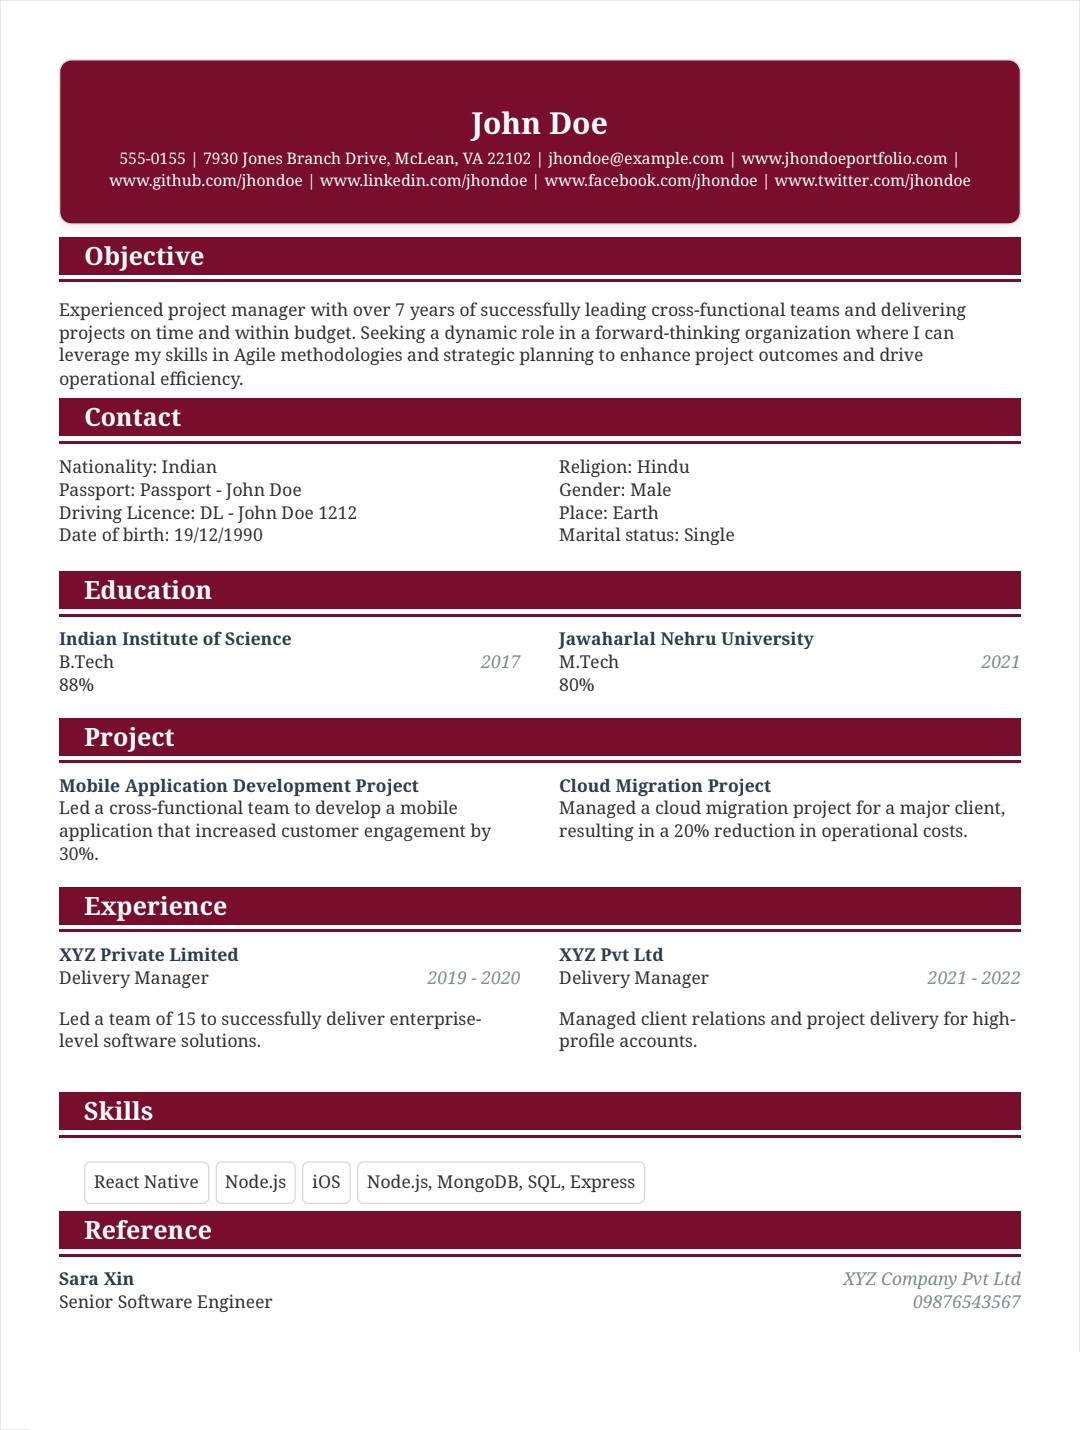 John Doe
555-0155 | 7930 Jones Branch Drive, McLean, VA 22102 | jhondoe@example.com | www.jhondoeportfolio.com |
www.github.com/jhondoe | www.linkedin.com/jhondoe | www.facebook.com/jhondoe | www.twitter.com/jhondoe
Objective
Experienced project manager with over 7 years of successfully leading cross-functional teams and delivering
projects on time and within budget. Seeking a dynamic role in a forward-thinking organization where I can
leverage my skills in Agile methodologies and strategic planning to enhance project outcomes and drive
operational efficiency.
Contact
Nationality: Indian
Passport: Passport - John Doe
Driving Licence: DL - John Doe 1212
Date of birth: 19/12/1990
Religion: Hindu
Gender: Male
Place: Earth
Marital status: Single
Education
Indian Institute of Science
B.Tech 2017
88%
Jawaharlal Nehru University
M.Tech 2021
80%
Project
Mobile Application Development Project
Led a cross-functional team to develop a mobile
application that increased customer engagement by
30%.
Cloud Migration Project
Managed a cloud migration project for a major client,
resulting in a 20% reduction in operational costs.
Experience
XYZ Private Limited
Delivery Manager 2019 - 2020
Led a team of 15 to successfully deliver enterprise-
level software solutions.
XYZ Pvt Ltd
Delivery Manager 2021 - 2022
Managed client relations and project delivery for high-
profile accounts.
Skills
React Native Node.js iOS Node.js, MongoDB, SQL, Express
Reference
Sara Xin XYZ Company Pvt Ltd
Senior Software Engineer 09876543567